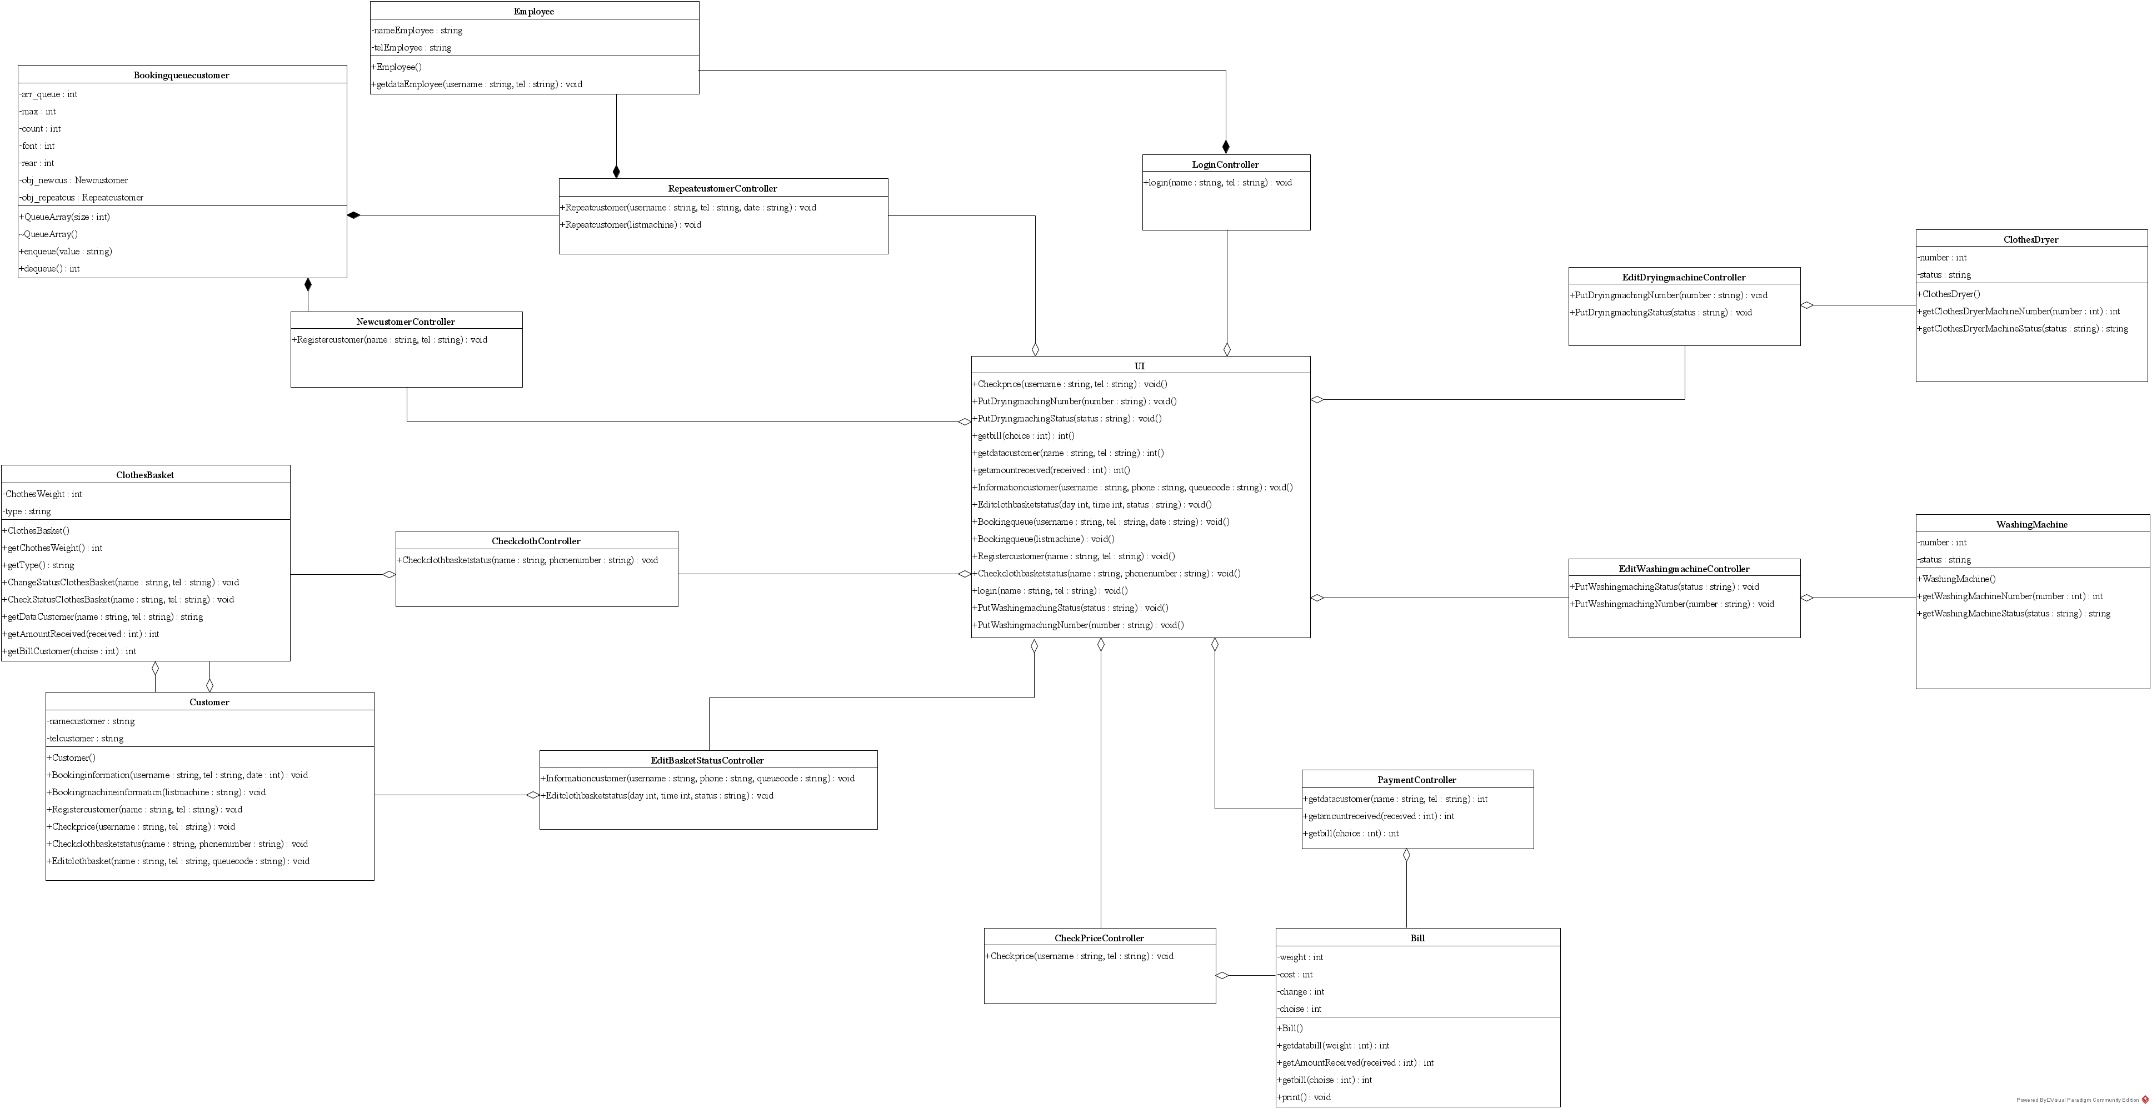 Employee
-nameEmployee : string
-telEmployee : string
+Employee()
+getdataEmployee(username : string, tel : string) : void
Bookingqueuecustomer
-arr_queue : int
-max : int
-count : int
-font : int
-rear : int
-obj_newcus : Newcustomer
-obj_repeatcus : Repeatcustomer
+QueueArray(size : int)
~QueueArray()
+enqueue(value : string)
+dequeue() : int
RepeatcustomerController
+Repeatcustomer(username : string, tel : string, date : string) : void
+Repeatcustomer(listmachine) : void
LoginController
+login(name : string, tel : string) : void
NewcustomerController
+Registercustomer(name : string, tel : string) : void
EditDryingmachineController
+PutDryingmachingNumber(number : string) : void
+PutDryingmachingStatus(status : string) : void
ClothesDryer
-number : int
-status : string
+ClothesDryer()
+getClothesDryerMachineNumber(number : int) : int
+getClothesDryerMachineStatus(status : string) : string
UI
+Checkprice(username : string, tel : string) : void()
+PutDryingmachingNumber(number : string) : void()
+PutDryingmachingStatus(status : string) : void()
+getbill(choice : int) : int()
+getdatacustomer(name : string, tel : string) : int()
+getamountreceived(received : int) : int()
+Informationcustomer(username : string, phone : string, queuecode : string) : void()
+Editclothbasketstatus(day int, time int, status : string) : void()
+Bookingqueue(username : string, tel : string, date : string) : void()
+Bookingqueue(listmachine) : void()
+Registercustomer(name : string, tel : string) : void()
+Checkclothbasketstatus(name : string, phonenumber : string) : void()
+login(name : string, tel : string) : void()
+PutWashingmachingStatus(status : string) : void()
+PutWashingmachingNumber(number : string) : void()
ClothesBasket
-ChothesWeight : int
-type : string
+ClothesBasket()
+getChothesWeight() : int
+getType() : string
+ChangeStatusClothesBasket(name : string, tel : string) : void
+CheckStatusClothesBasket(name : string, tel : string) : void
+getDataCustomer(name : string, tel : string) : string
+getAmountReceived(received : int) : int
+getBillCustomer(choise : int) : int
CheckclothController
+Checkclothbasketstatus(name : string, phonenumber : string) : void
EditWashingmachineController
+PutWashingmachingStatus(status : string) : void
+PutWashingmachingNumber(number : string) : void
WashingMachine
-number : int
-status : string
+WashingMachine()
+getWashingMachineNumber(number : int) : int
+getWashingMachineStatus(status : string) : string
Customer
-namecustomer : string
-telcustomer : string
+Customer()
+Bookinginformation(username : string, tel : string, date : int) : void
+Bookingmachineinformation(listmachine : string) : void
+Registercustomer(name : string, tel : string) : void
+Checkprice(username : string, tel : string) : void
+Checkclothbasketstatus(name : string, phonenumber : string) : void
+Editclothbasket(name : string, tel : string, queuecode : string) : void
EditBasketStatusController
+Informationcustomer(username : string, phone : string, queuecode : string) : void
+Editclothbasketstatus(day int, time int, status : string) : void
PaymentController
+getdatacustomer(name : string, tel : string) : int
+getamountreceived(received : int) : int
+getbill(choice : int) : int
CheckPriceController
+Checkprice(username : string, tel : string) : void
Bill
-weight : int
-cost : int
-change : int
-choise : int
+Bill()
+getdatabill(weight : int) : int
+getAmountReceived(received : int) : int
+getbill(choise : int) : int
+print() : void
Powered By Visual Paradigm Community Edition